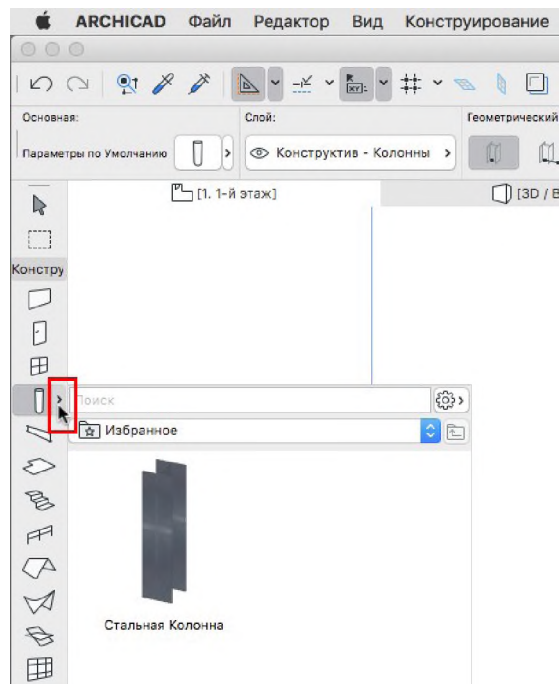 ARCHICAD Файл Редактор Вид Конструирование
Основная: Слой: Геометрический
Параметры по Умолчанию Конструктив - Колонны
[1. 1-й этаж] [3D / В
Констру
Поиск
Избранное
Стальная Колонна